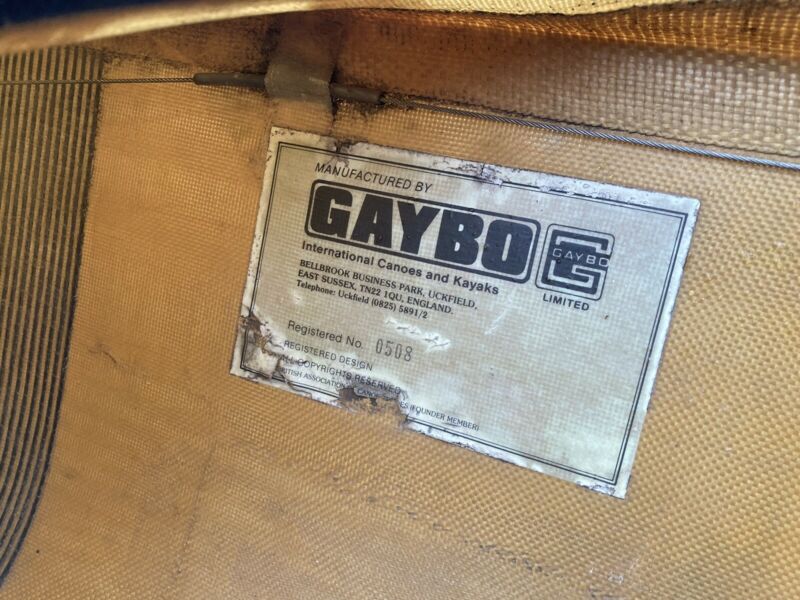 MANUFACTURED BY
GAYBO
International Canoes and Kayaks
GAYBO
LIMITED
BELLBROOK BUSINESS PARK, UCKFIELD,
EAST SUSSEX, TN22 1QU, ENGLAND.
Telephone: Uckfield (0825) 5891/2
Registered No. 0508
REGISTERED DESIGN
ALL COPYRIGHTS RESERVED
ASSOCIATION (FOUNDER MEMBER)